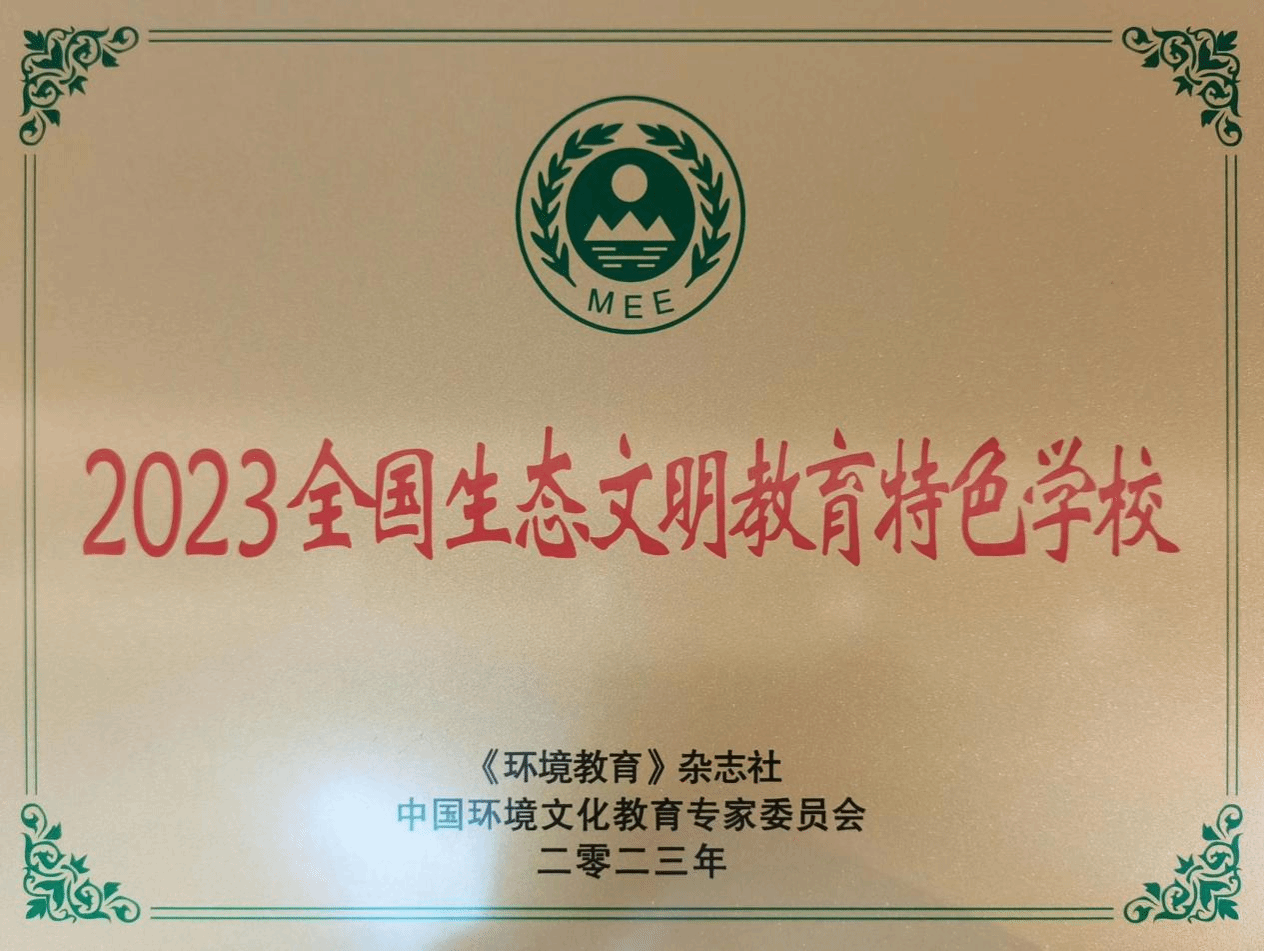 MEE
2023全国生态文明教育特色学校
《环境教育》杂志社
中国环境文化教育专家委员会
二零二三年